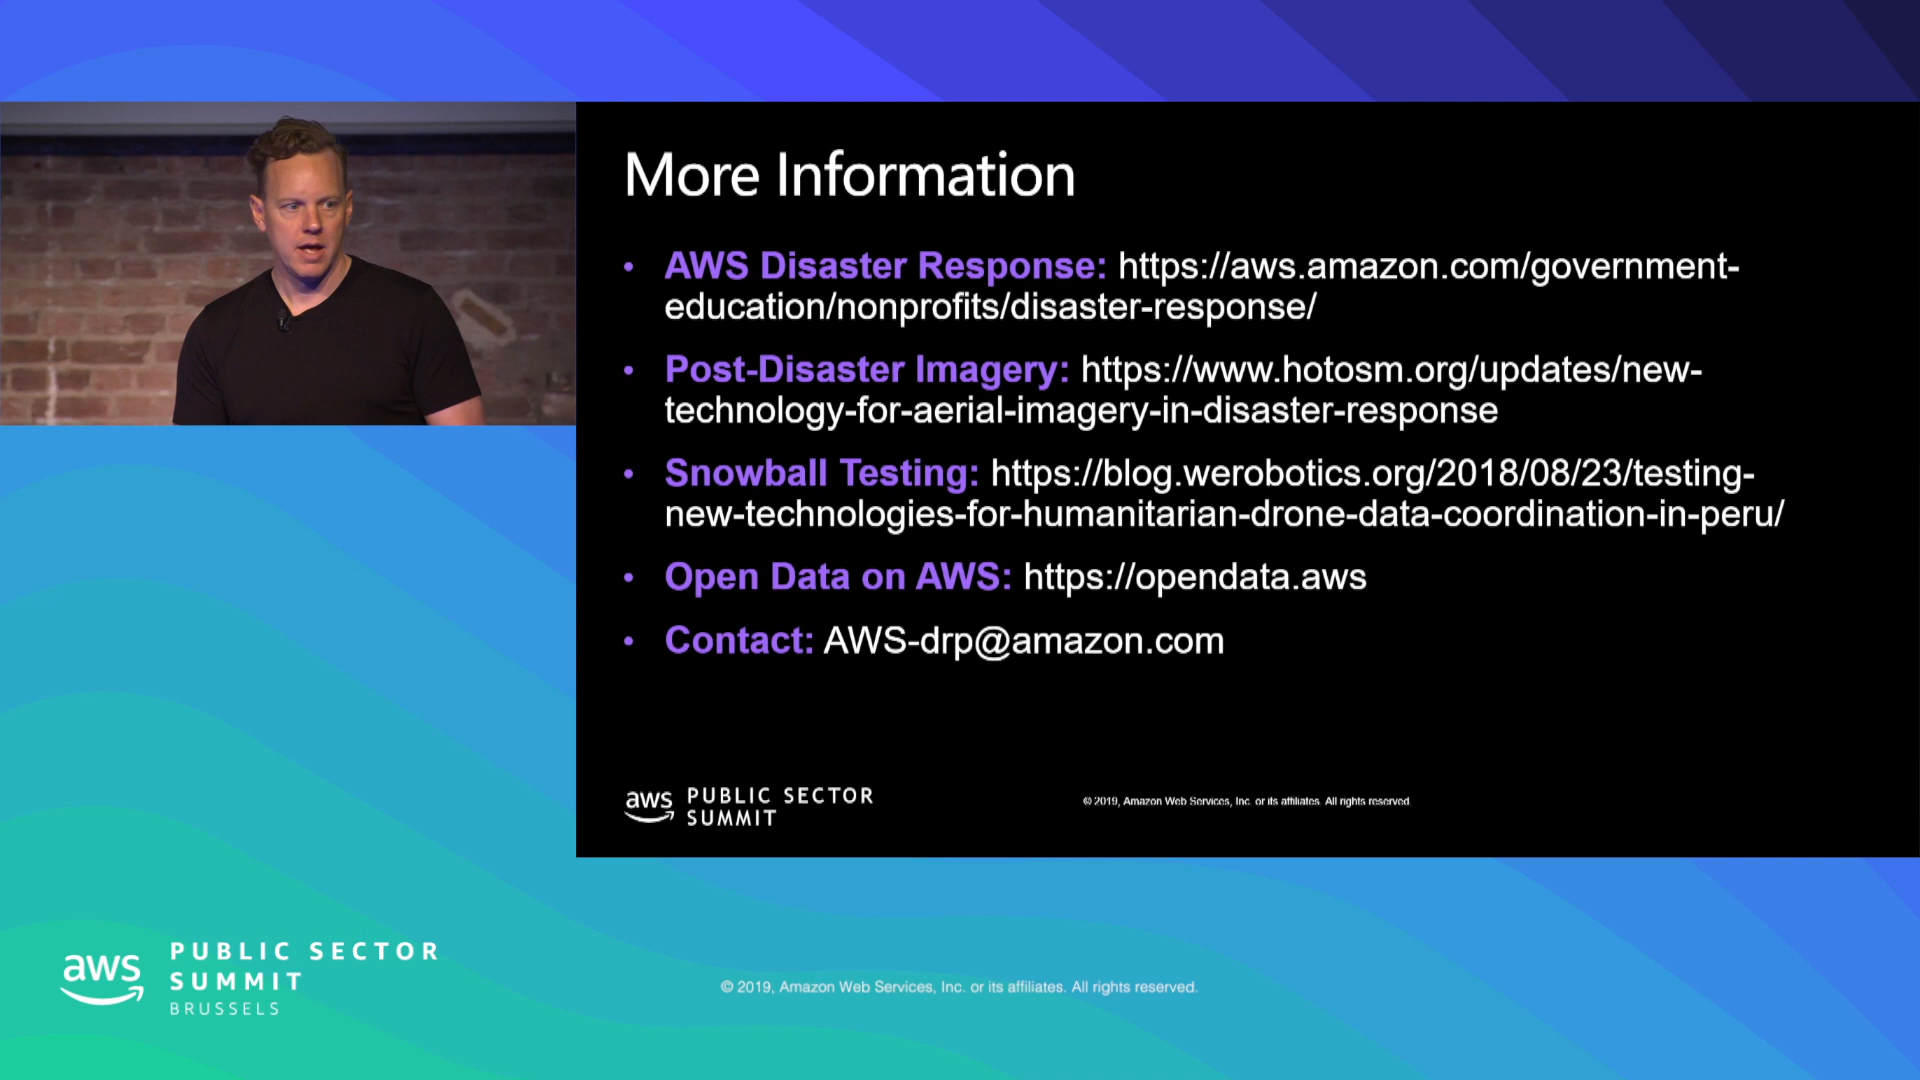 More Information
• AWS Disaster Response: https://aws.amazon.com/government-
education/nonprofits/disaster-response/
• Post-Disaster Imagery: https://www.hotosm.org/updates/new-
technology-for-aerial-imagery-in-disaster-response
• Snowball Testing: https://blog.werobotics.org/2018/08/23/testing-
new-technologies-for-humanitarian-drone-data-coordination-in-peru/
• Open Data on AWS: https://opendata.aws
• Contact: AWS-drp@amazon.com
aws PUBLIC SECTOR
SUMMIT
© 2019, Amazon Web Services, Inc. or its affiliates. All rights reserved.
aws PUBLIC SECTOR
SUMMIT
BRUSSELS
© 2019, Amazon Web Services, Inc. or its affiliates. All rights reserved.